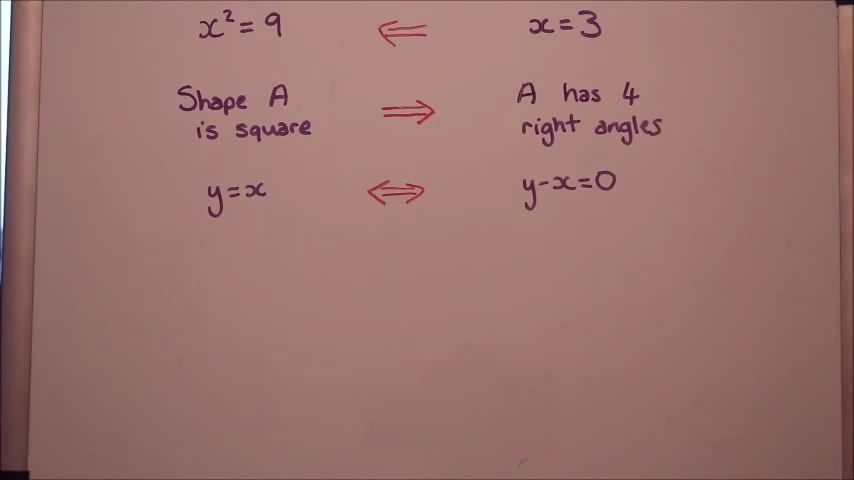 x² = 9 ⇐ x = 3
Shape A ⇒ A has 4
is square right angles
y = x ⇔ y - x = 0